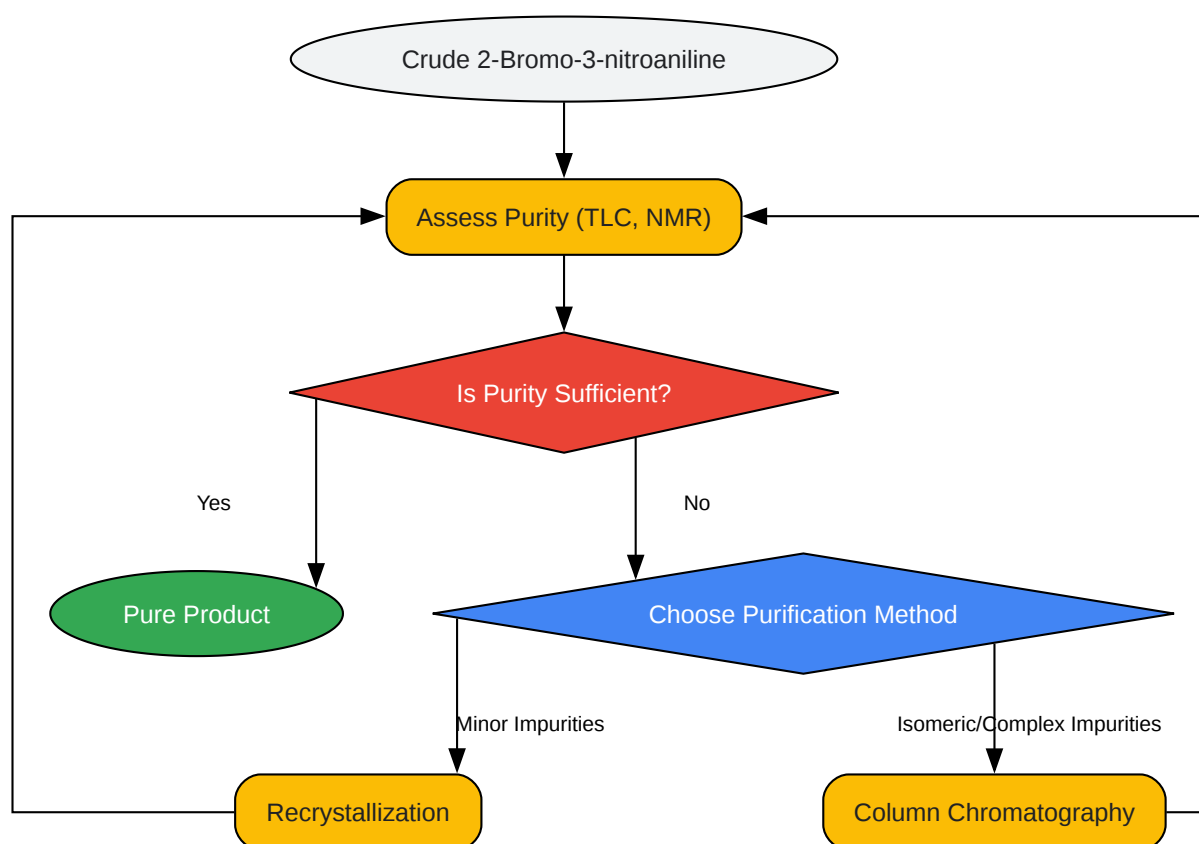 Crude 2-Bromo-3-nitroaniline
Assess Purity (TLC, NMR)
Is Purity Sufficient?
Yes
No
Pure Product
Choose Purification Method
Minor Impurities
Isomeric/Complex Impurities
Recrystallization
Column Chromatography